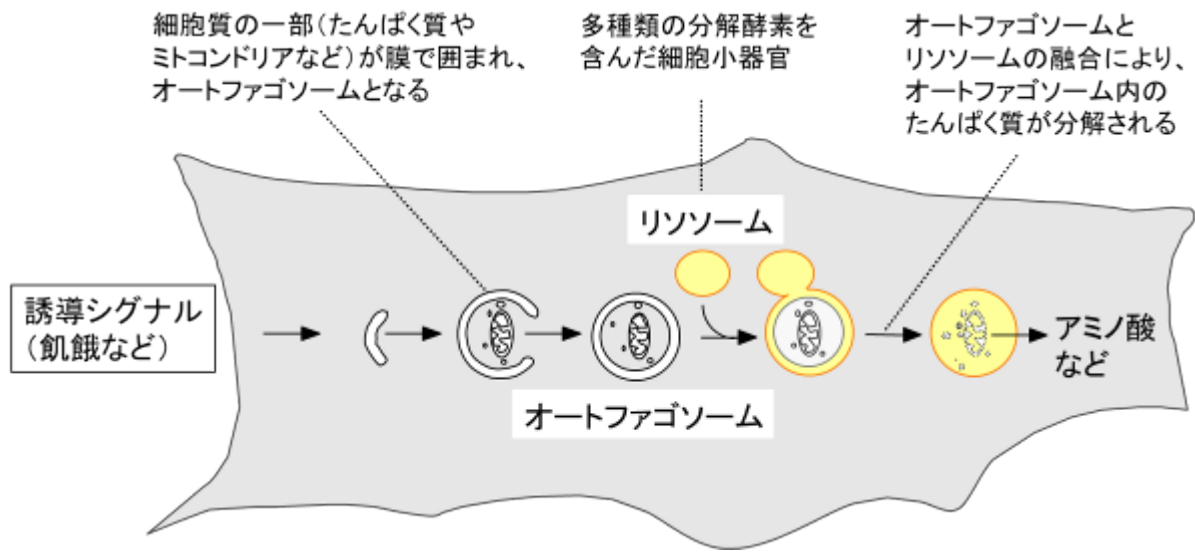 細胞質の一部（たんぱく質や
ミトコンドリアなど）が膜で囲まれ、
オートファゴソームとなる
多種類の分解酵素を
含んだ細胞小器官
オートファゴソームと
リソソームの融合により、
オートファゴソーム内の
たんぱく質が分解される
リソソーム
誘導シグナル
（飢餓など）
アミノ酸
など
オートファゴソーム